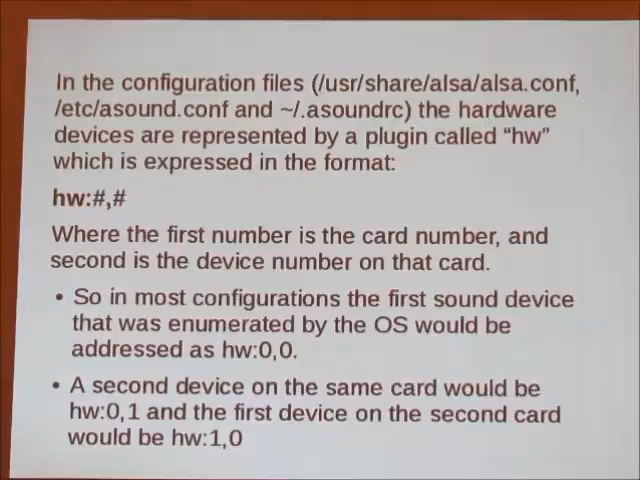 In the configuration files (/usr/share/alsa/alsa.conf,
/etc/asound.conf and ~/.asoundrc) the hardware
devices are represented by a plugin called “hw”
which is expressed in the format:
hw:#,#
Where the first number is the card number, and
second is the device number on that card.
• So in most configurations the first sound device
that was enumerated by the OS would be
addressed as hw:0,0.
• A second device on the same card would be
hw:0,1 and the first device on the second card
would be hw:1,0